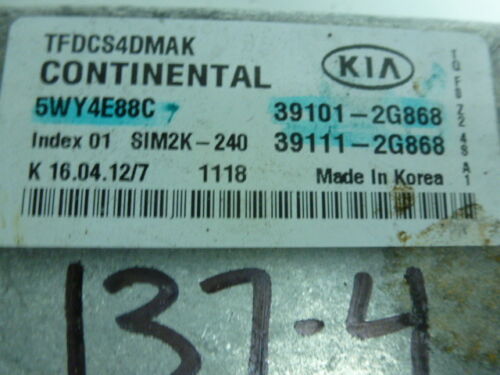 TFDCS4DMAK
CONTINENTAL
KIA
5WY4E88C 7 39101-2G868
Index 01 SIM2K-240 39111-2G868
K 16.04.12/7 1118 Made In Korea
137-4